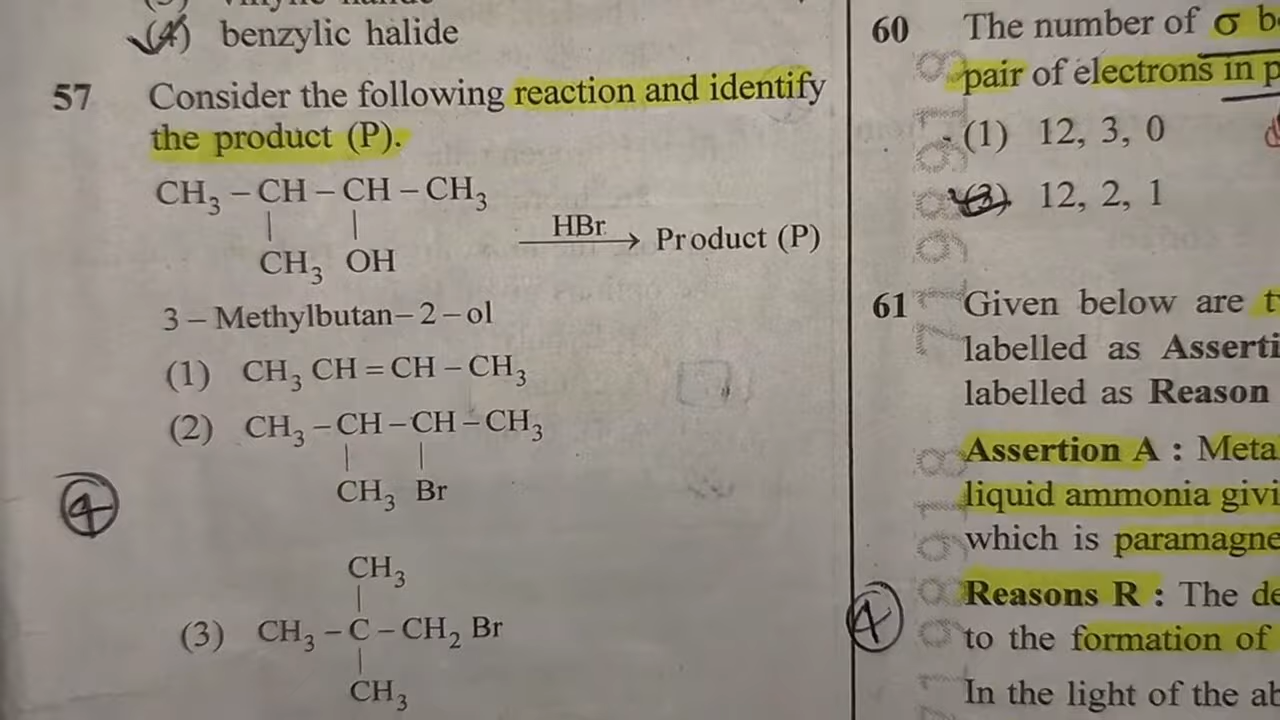 (4) benzylic halide
57 Consider the following reaction and identify
the product (P).
CH₃ – CH – CH – CH₃
| |
CH₃ OH
HBr
→ Product (P)
3 – Methylbutan – 2 – ol
(1) CH₃ CH = CH – CH₃
(2) CH₃ – CH – CH – CH₃
| |
CH₃ Br
4
CH₃
|
(3) CH₃ – C – CH₂ Br
|
CH₃
60 The number of σ b
pair of electrons in p
(1) 12, 3, 0
(3) 12, 2, 1
61 Given below are t
labelled as Asserti
labelled as Reason
Assertion A : Meta
liquid ammonia givi
which is paramagne
4
Reasons R : The de
to the formation of
In the light of the ab